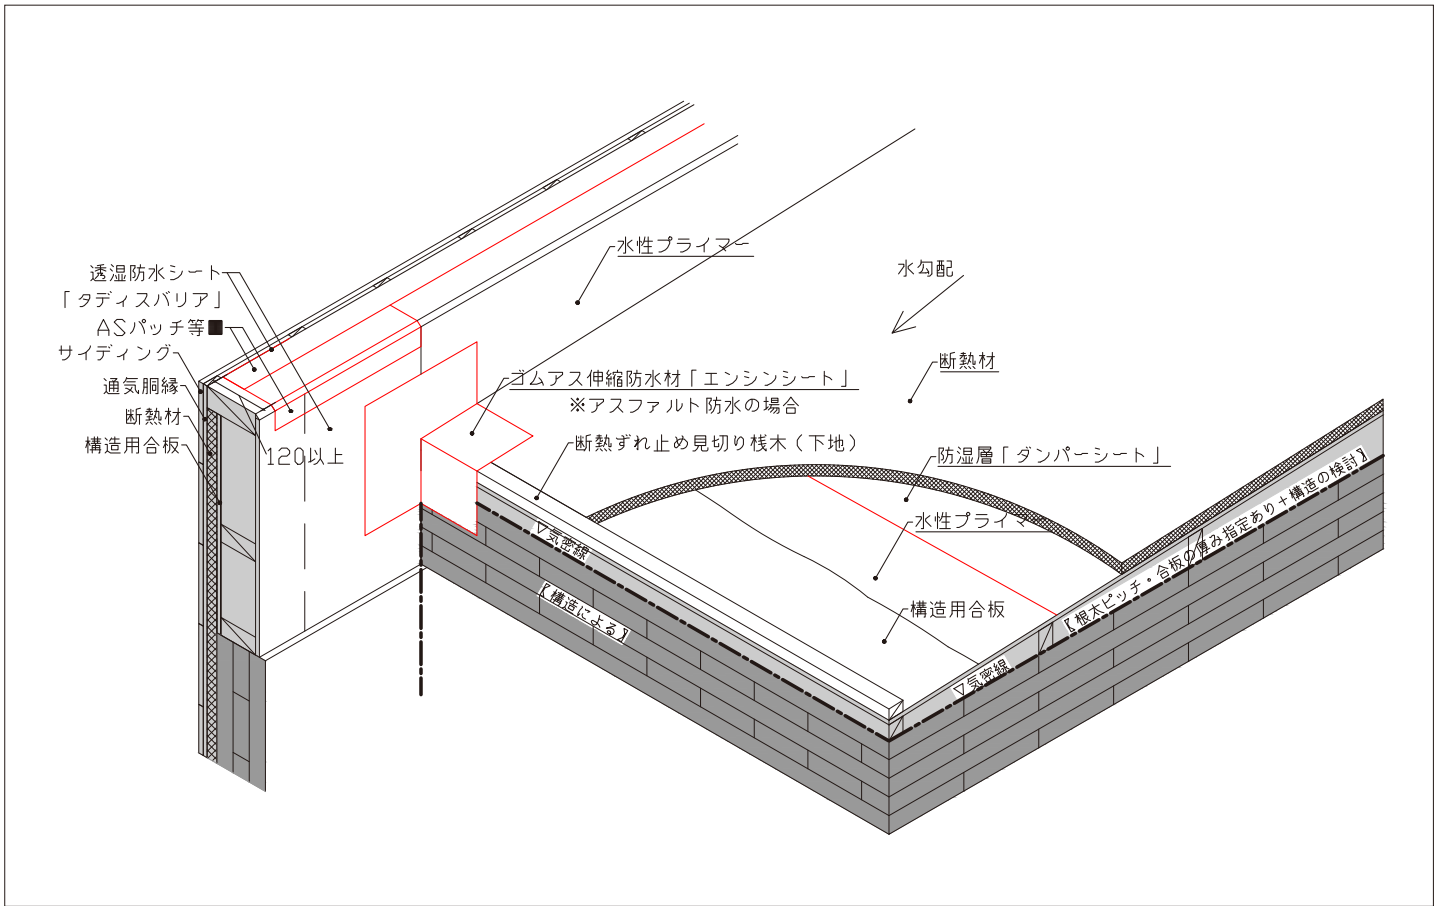 水性プライマー
透湿防水シート
「タディスバリア」
ASパッチ等■
サイディング
通気胴縁
断熱材
構造用合板
120以上
水勾配
断熱材
ゴムアス伸縮防水材「エンシンシート」
※アスファルト防水の場合
断熱ずれ止め見切り桟木（下地）
防湿層「ダンパーシート」
水性プライマー
構造用合板
▽気密線
【構造による】
▽気密線
【根太ピッチ・合板の厚み指定あり＋構造の検討】